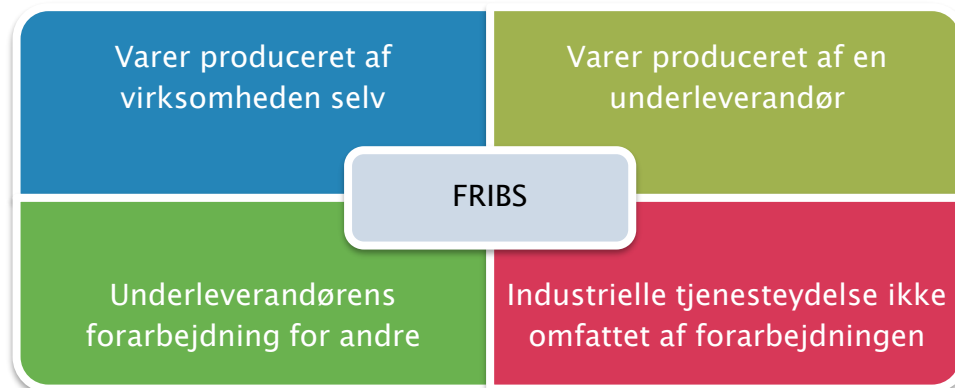 Varer produceret af
virksomheden selv
Varer produceret af en
underleverandør
FRIBS
Underleverandørens
forarbejdning for andre
Industrielle tjenesteydelse ikke
omfattet af forarbejdningen